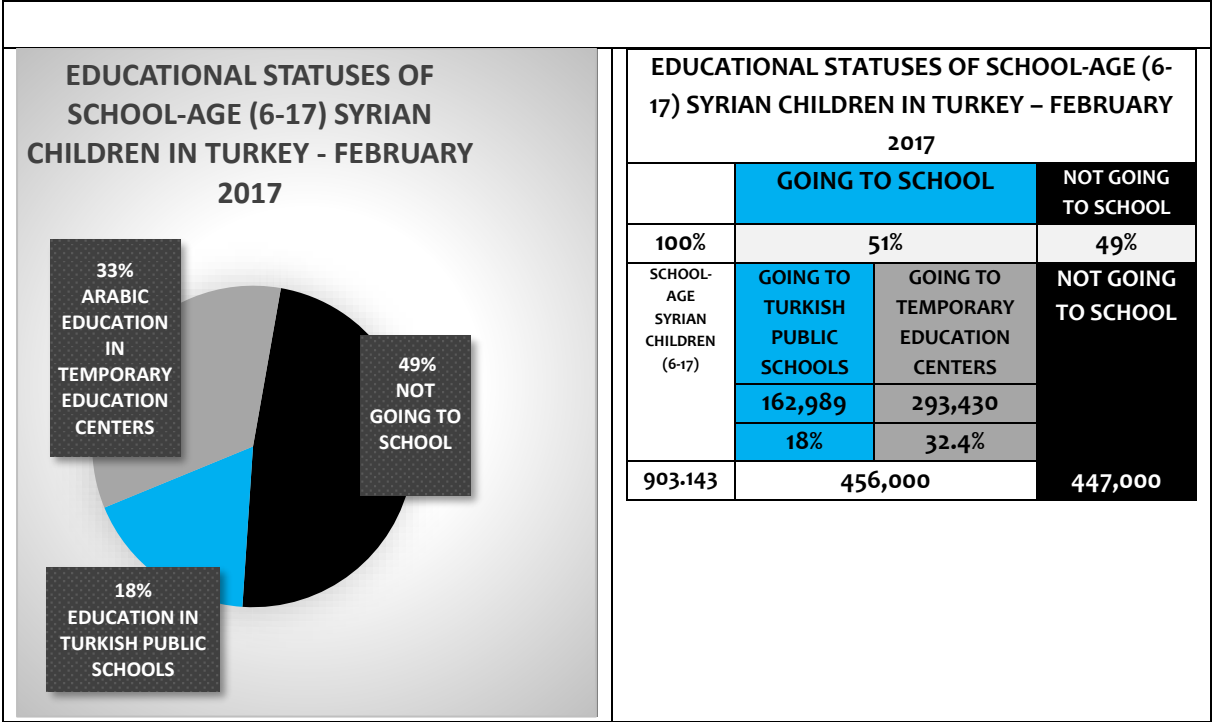 EDUCATIONAL STATUSES OF
SCHOOL-AGE (6-17) SYRIAN
CHILDREN IN TURKEY - FEBRUARY
2017
33%
ARABIC
EDUCATION
IN
TEMPORARY
EDUCATION
CENTERS
49%
NOT
GOING TO
SCHOOL
18%
EDUCATION IN
TURKISH PUBLIC
SCHOOLS
EDUCATIONAL STATUSES OF SCHOOL-AGE (6-
17) SYRIAN CHILDREN IN TURKEY – FEBRUARY
2017
GOING TO SCHOOL
NOT GOING
TO SCHOOL
100%
51%
49%
SCHOOL-
AGE
SYRIAN
CHILDREN
(6-17)
GOING TO
TURKISH
PUBLIC
SCHOOLS
GOING TO
TEMPORARY
EDUCATION
CENTERS
NOT GOING
TO SCHOOL
162,989
293,430
18%
32.4%
903.143
456,000
447,000